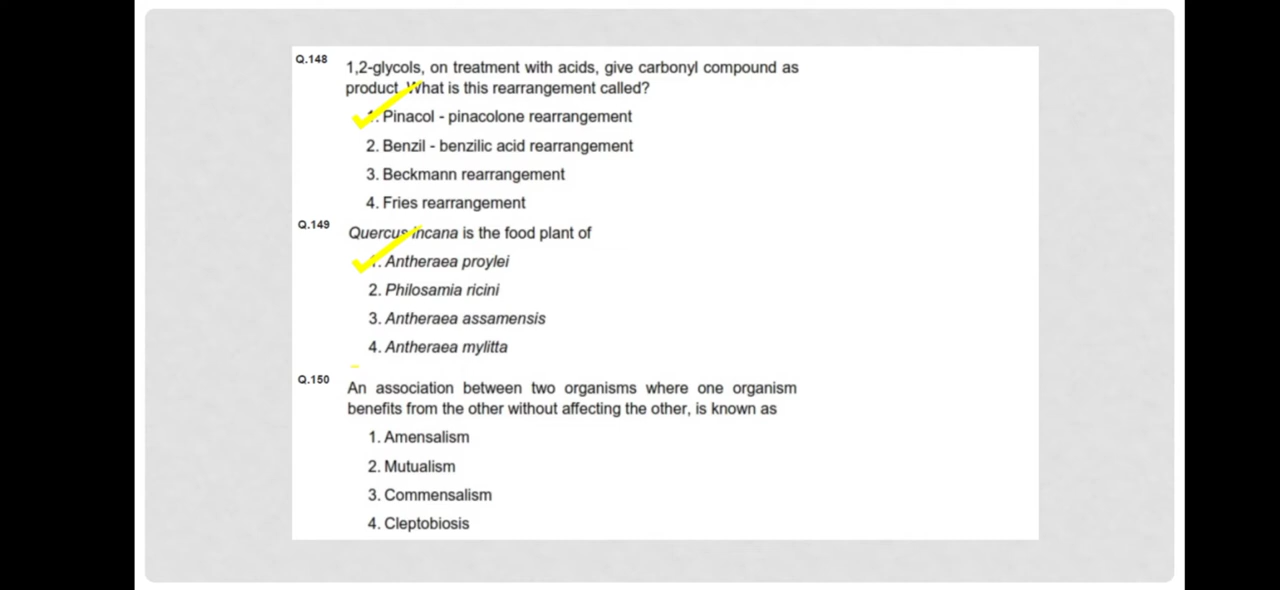 Q.148
1,2-glycols, on treatment with acids, give carbonyl compound as
product. What is this rearrangement called?
1. Pinacol - pinacolone rearrangement
2. Benzil - benzilic acid rearrangement
3. Beckmann rearrangement
4. Fries rearrangement
Q.149
Quercus incana is the food plant of
1. Antheraea proylei
2. Philosamia ricini
3. Antheraea assamensis
4. Antheraea mylitta
Q.150
An association between two organisms where one organism
benefits from the other without affecting the other, is known as
1. Amensalism
2. Mutualism
3. Commensalism
4. Cleptobiosis